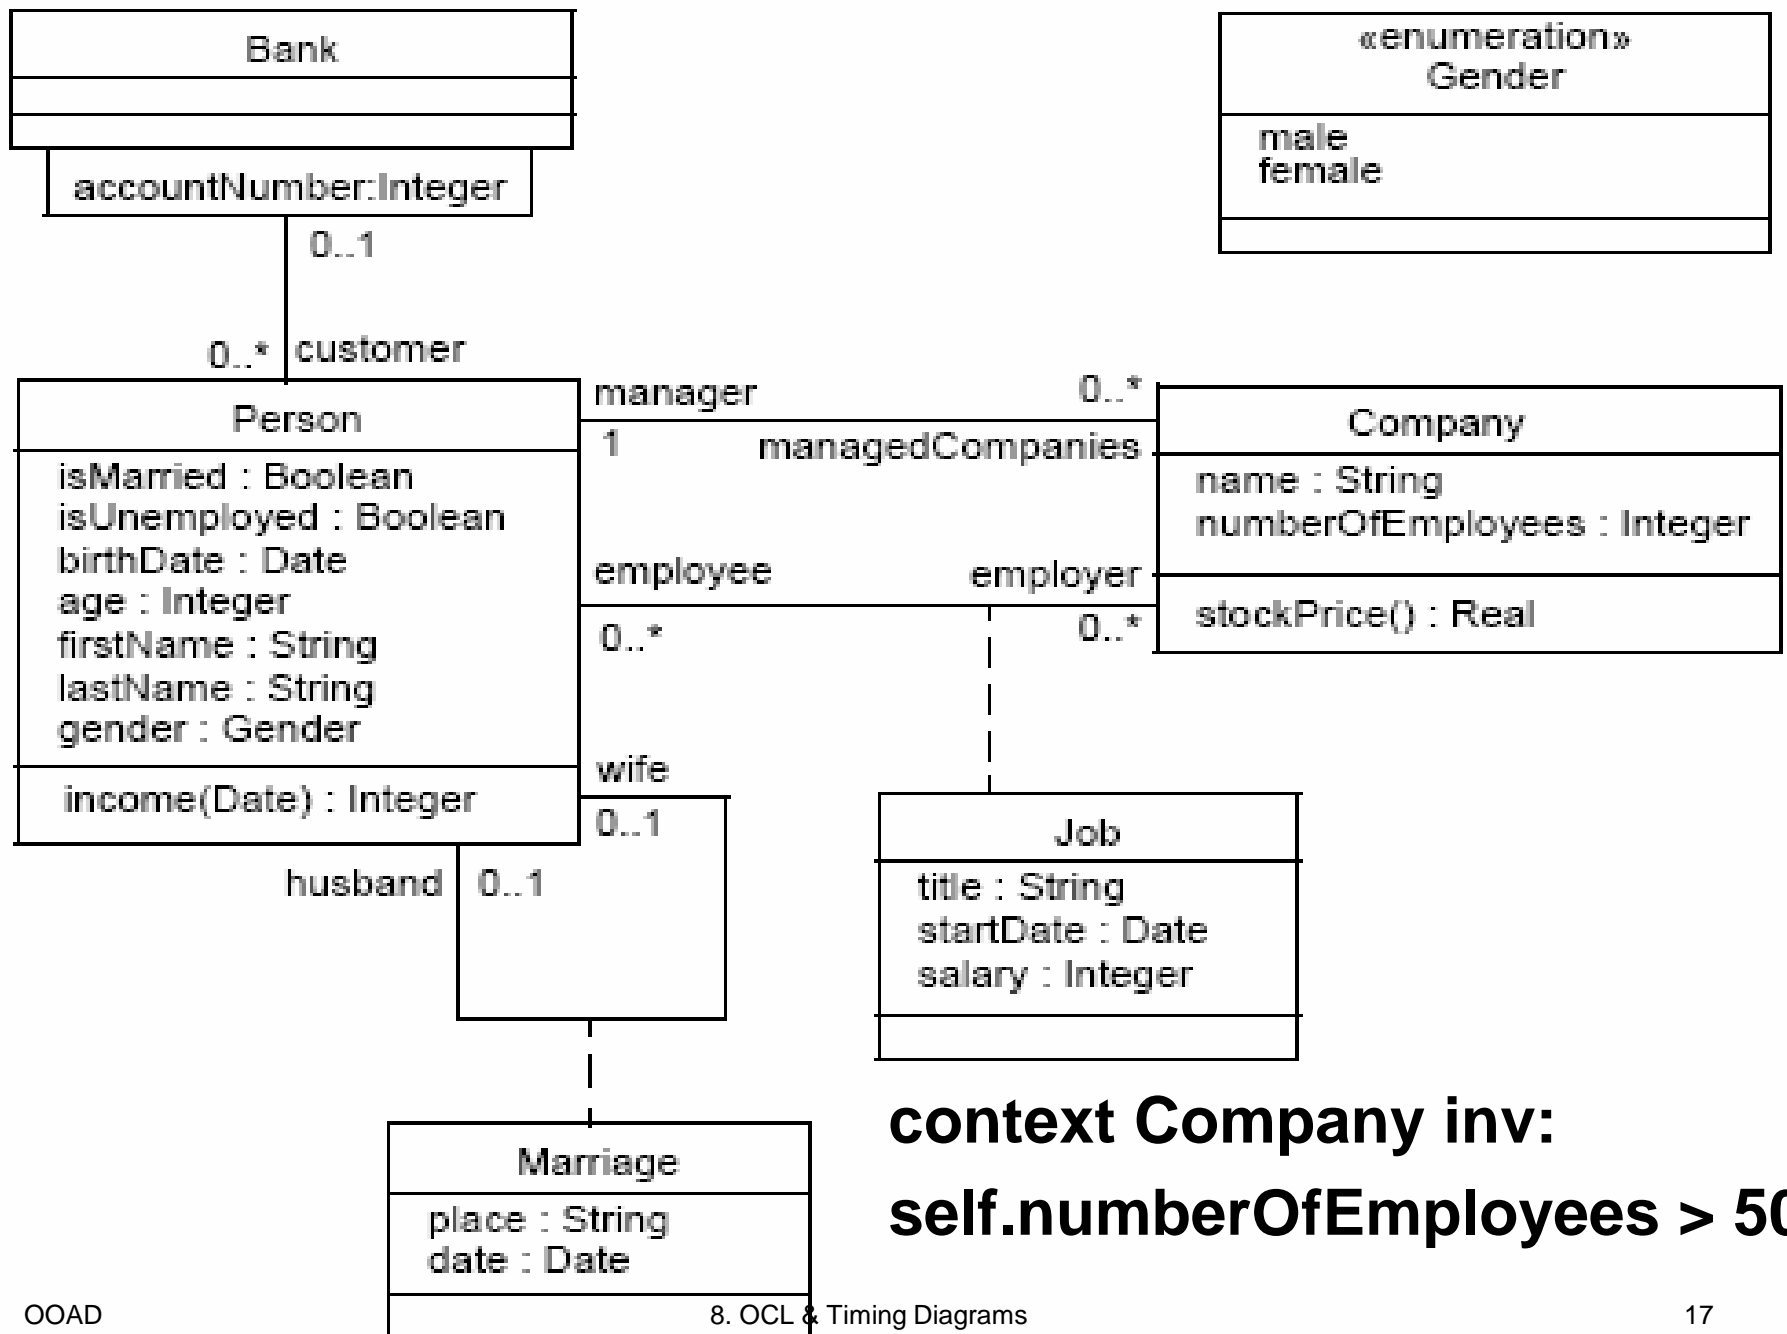 Bank
accountNumber:Integer
0..1
0..*
customer
«enumeration»
Gender
male
female
Person
isMarried : Boolean
isUnemployed : Boolean
birthDate : Date
age : Integer
firstName : String
lastName : String
gender : Gender
income(Date) : Integer
manager
1
0..*
managedCompanies
employee
0..*
employer
0..*
Company
name : String
numberOfEmployees : Integer
stockPrice() : Real
wife
0..1
husband
0..1
Job
title : String
startDate : Date
salary : Integer
Marriage
place : String
date : Date
context Company inv:
self.numberOfEmployees > 50
OOAD
8. OCL & Timing Diagrams
17